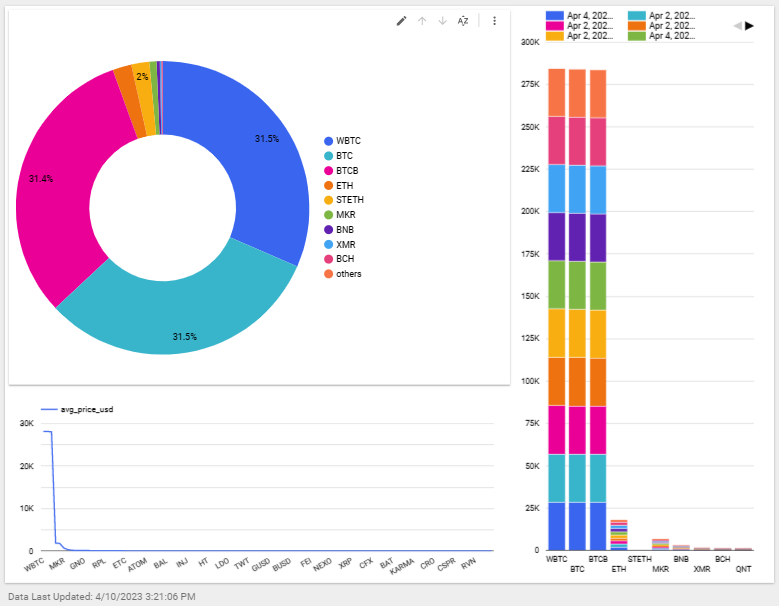 31.5%
31.5%
31.4%
2%
WBTC
BTC
BTCB
ETH
STETH
MKR
BNB
XMR
BCH
others
Apr 4, 202... Apr 2, 202...
Apr 2, 202... Apr 2, 202...
Apr 2, 202... Apr 4, 202...
300K
275K
250K
225K
200K
175K
150K
125K
100K
75K
50K
25K
0
WBTC BTC BTCB ETH STETH MKR BNB XMR BCH QNT
avg_price_usd
30K
20K
10K
0
WBTC MKR GNO RPL ETC ATOM BAL INJ HT LDO TWT GUSD BUSD FEI NEXO XRP CFX BAT KARMA CRO CSPR RVN
Data Last Updated: 4/10/2023 3:21:06 PM